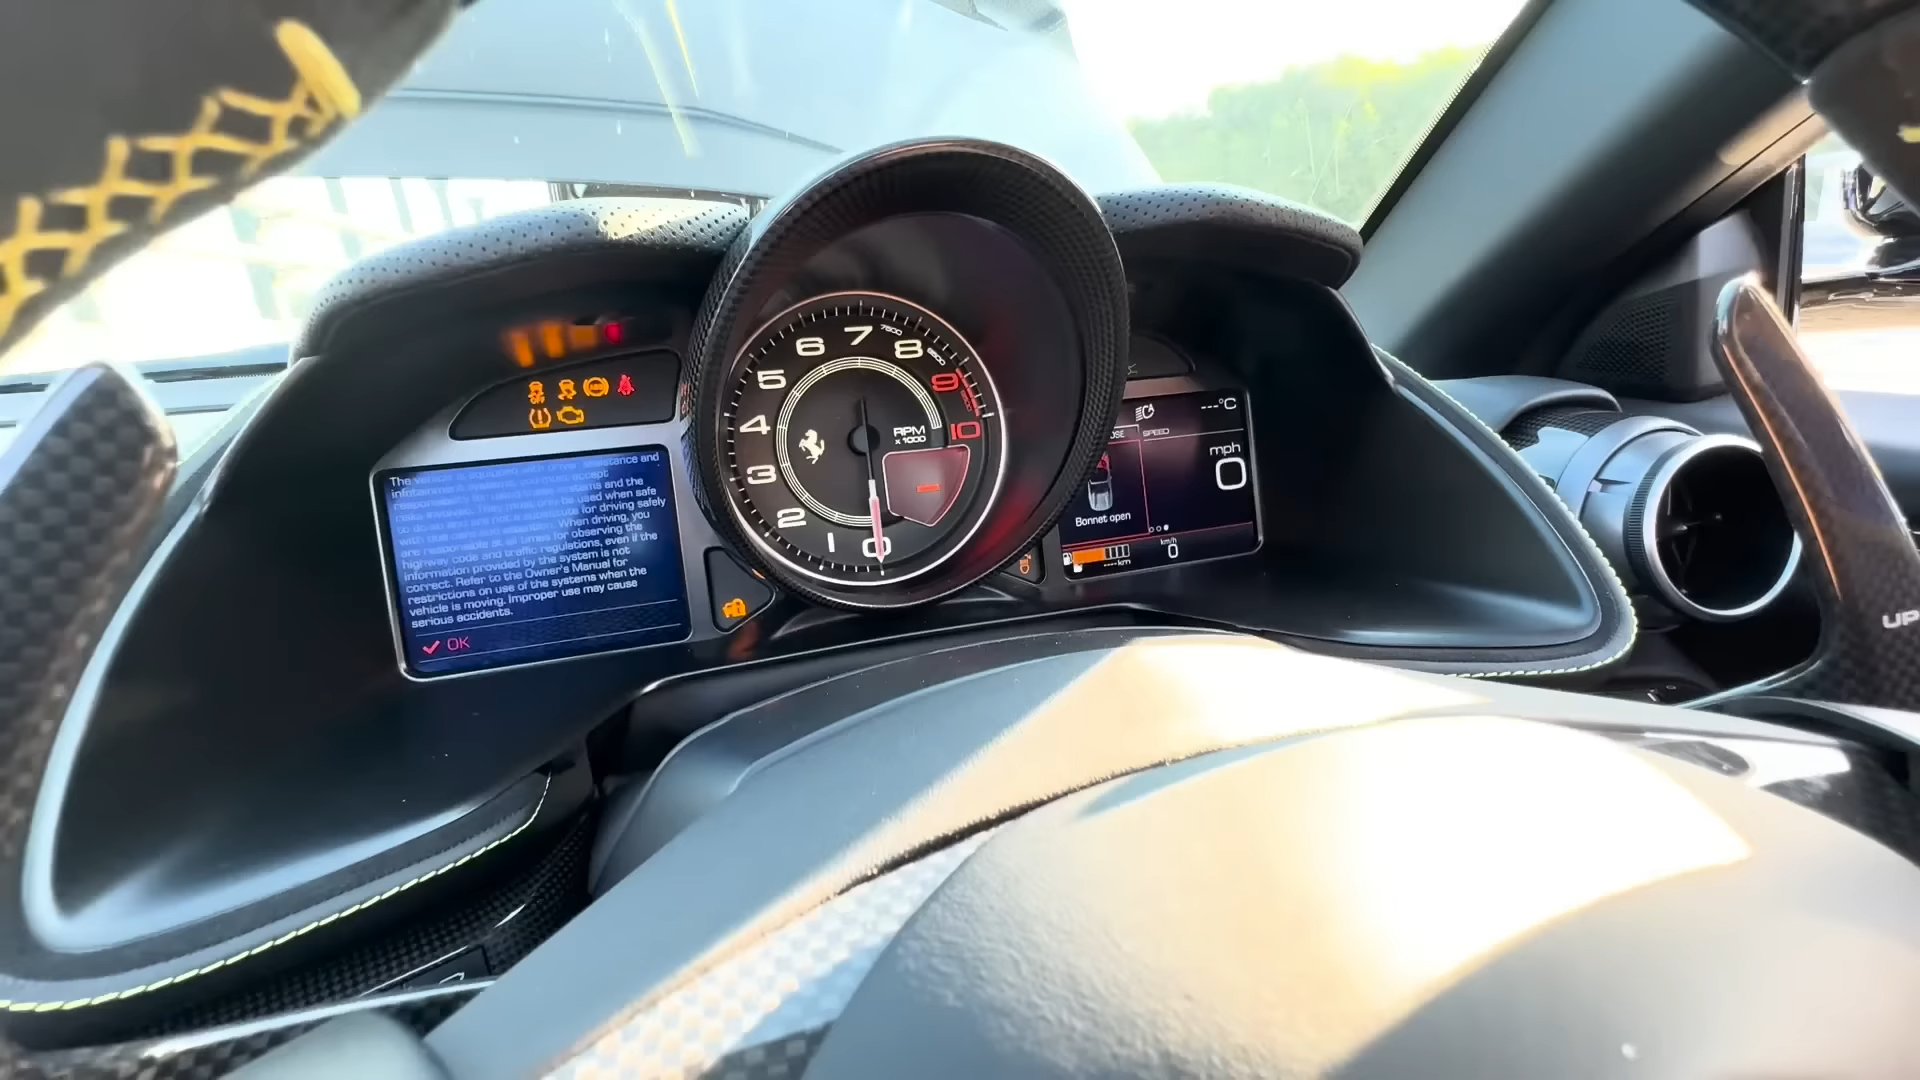 The vehicle is equipped with driver assistance and
infotainment systems, you must accept
responsibility for using these systems and the
risks involved. They must only be used when safe
to do so and are not a substitute for driving safely
with due care and attention. When driving, you
are responsible at all times for observing the
highway code and traffic regulations, even if the
information provided by the system is not
correct. Refer to the Owner's Manual for
restrictions on use of the systems when the
vehicle is moving. Improper use may cause
serious accidents.
OK
OFF
ABS
0
1
2
3
4
5
6
7
7500
8
8500
9
10
RPM
x 1000
---°C
SPEED
mph
0
Bonnet open
km/h
0
----km
UP